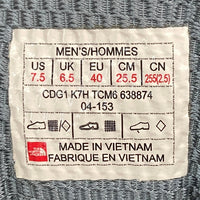 MEN'S/HOMMES
US UK EU CM CN
7.5 6.5 40 25.5 255(2.5)
CDG1 K7H TCM6 638874
04-153
MADE IN VIETNAM
FABRIQUE EN VIETNAM